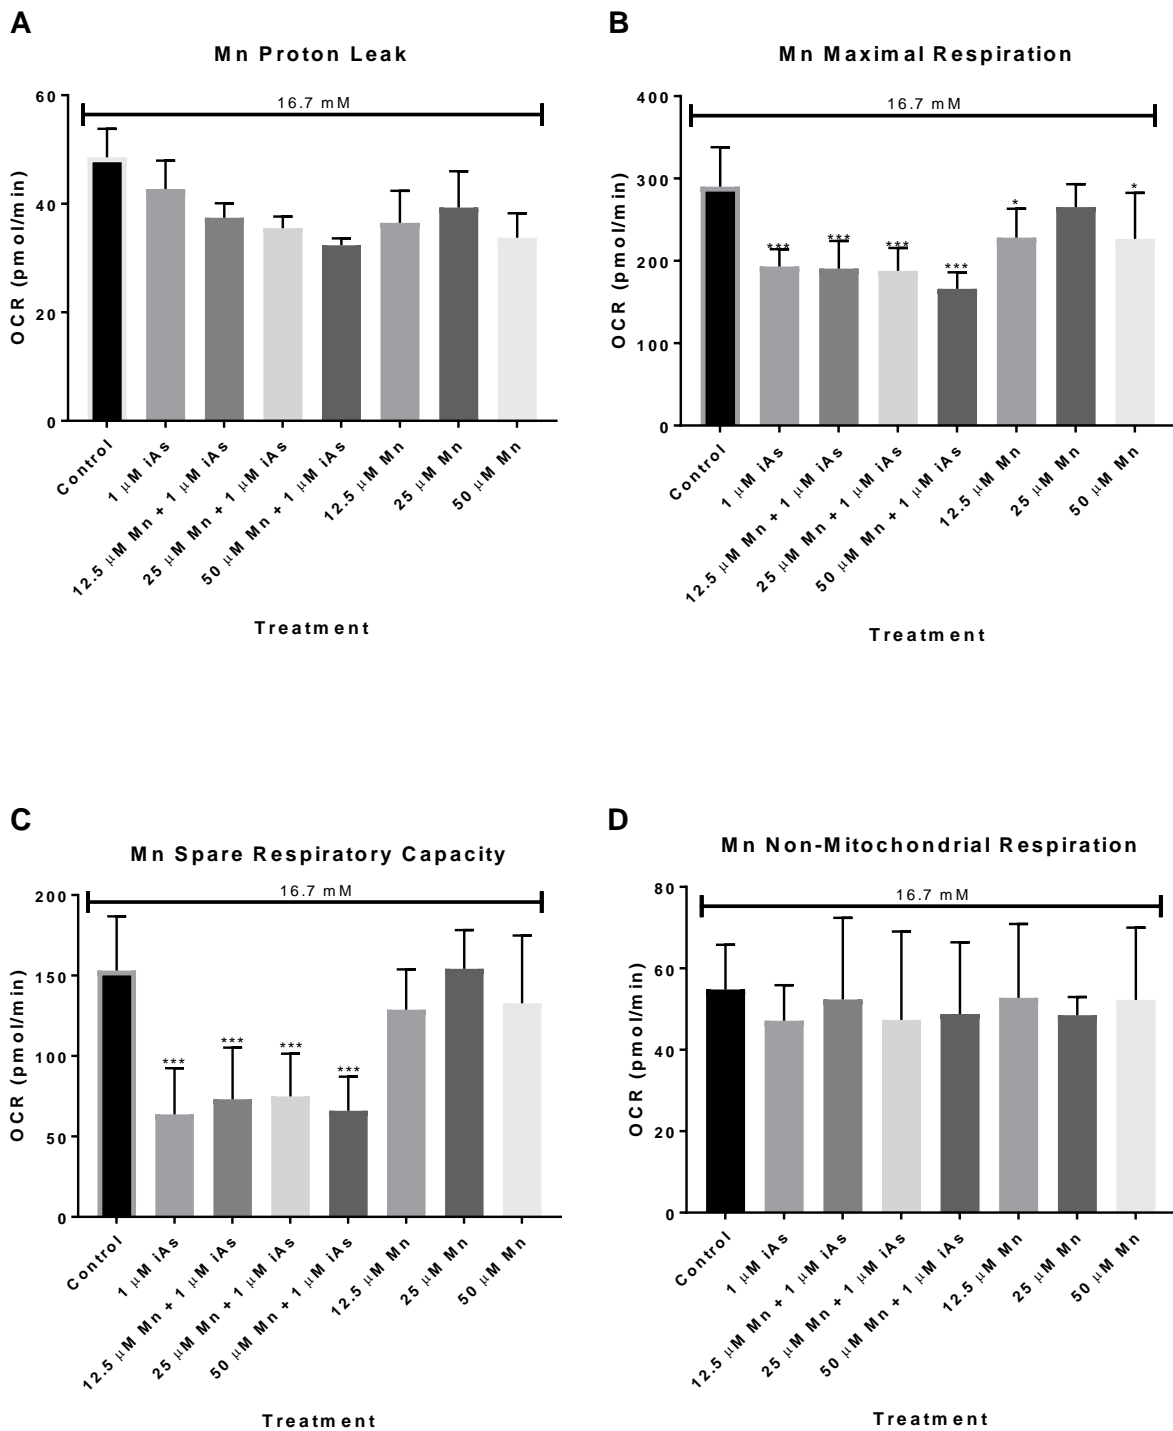 A
Mn Proton Leak
16.7 mM
60
40
20
0
OCR (pmol/min)
Control
1 μM iAs
12.5 μM Mn + 1 μM iAs
25 μM Mn + 1 μM iAs
50 μM Mn + 1 μM iAs
12.5 μM Mn
25 μM Mn
50 μM Mn
Treatment
B
Mn Maximal Respiration
16.7 mM
400
300
200
100
0
OCR (pmol/min)
***
***
***
***
*
*
Control
1 μM iAs
12.5 μM Mn + 1 μM iAs
25 μM Mn + 1 μM iAs
50 μM Mn + 1 μM iAs
12.5 μM Mn
25 μM Mn
50 μM Mn
Treatment
C
Mn Spare Respiratory Capacity
16.7 mM
200
150
100
50
0
OCR (pmol/min)
***
***
***
***
Control
1 μM iAs
12.5 μM Mn + 1 μM iAs
25 μM Mn + 1 μM iAs
50 μM Mn + 1 μM iAs
12.5 μM Mn
25 μM Mn
50 μM Mn
Treatment
D
Mn Non-Mitochondrial Respiration
16.7 mM
80
60
40
20
0
OCR (pmol/min)
Control
1 μM iAs
12.5 μM Mn + 1 μM iAs
25 μM Mn + 1 μM iAs
50 μM Mn + 1 μM iAs
12.5 μM Mn
25 μM Mn
50 μM Mn
Treatment